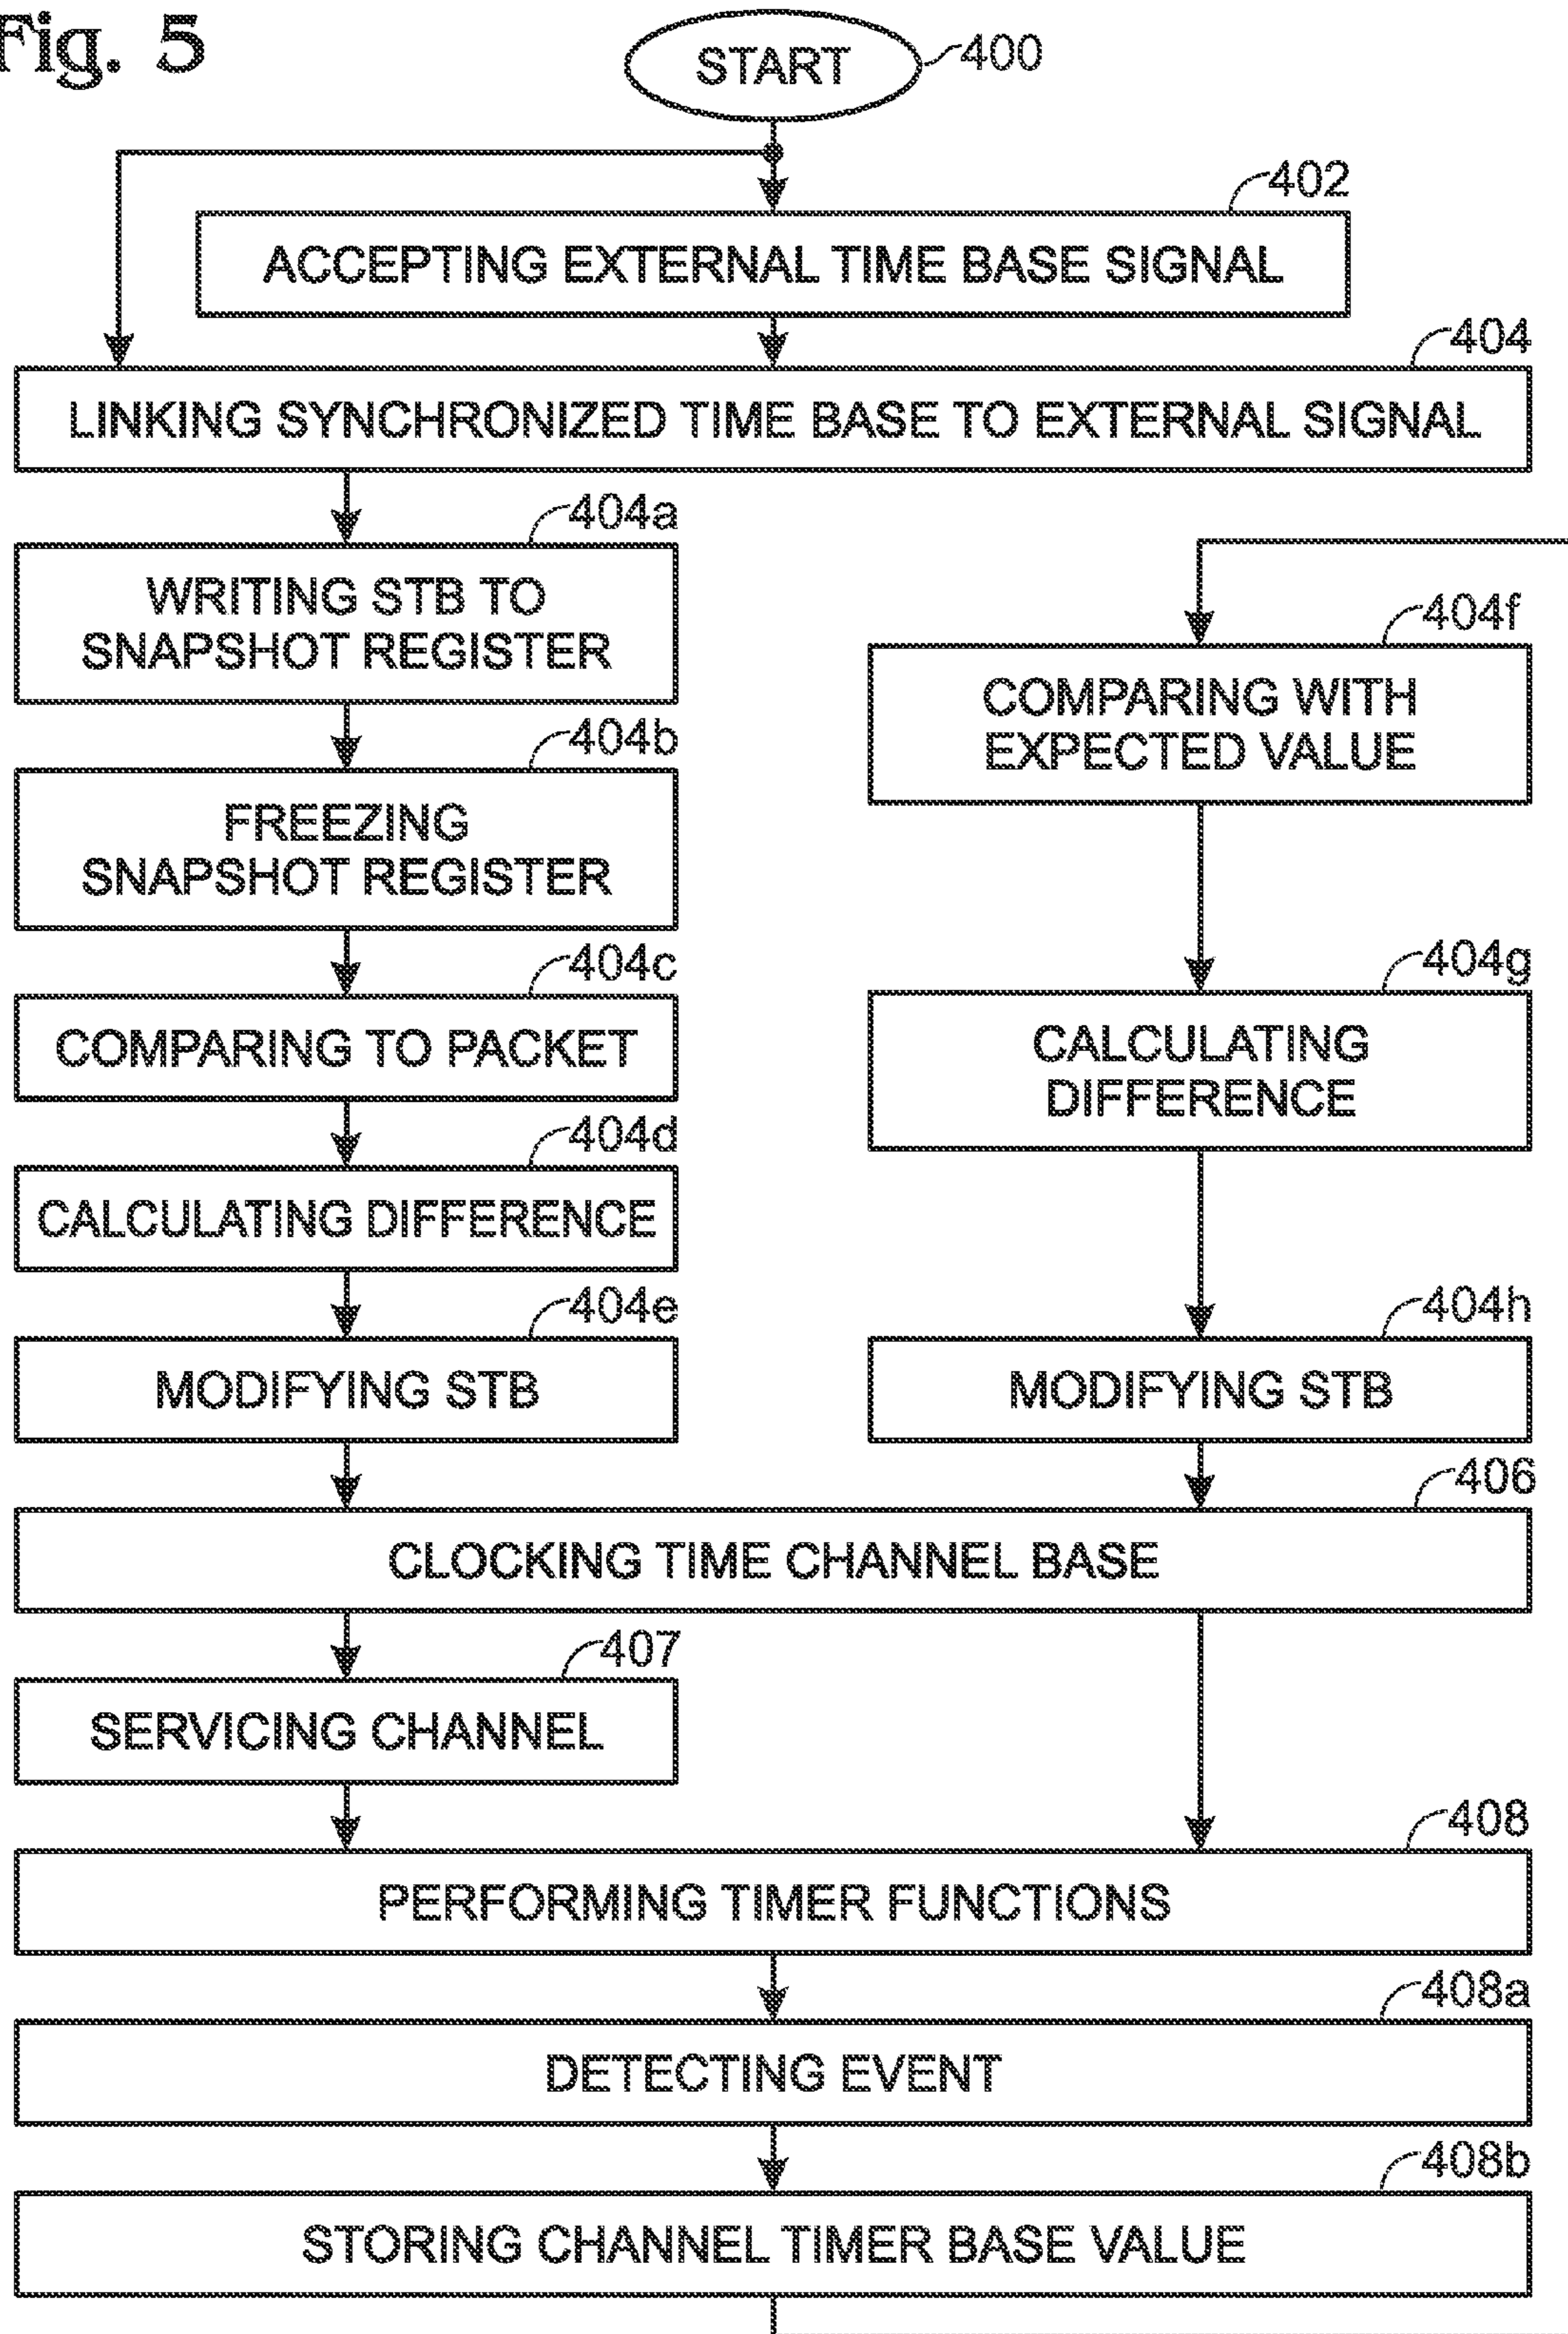 Fig. 5
START
400
402
ACCEPTING EXTERNAL TIME BASE SIGNAL
404
LINKING SYNCHRONIZED TIME BASE TO EXTERNAL SIGNAL
404a
WRITING STB TO
SNAPSHOT REGISTER
404b
FREEZING
SNAPSHOT REGISTER
404c
COMPARING TO PACKET
404d
CALCULATING DIFFERENCE
404e
MODIFYING STB
404f
COMPARING WITH
EXPECTED VALUE
404g
CALCULATING
DIFFERENCE
404h
MODIFYING STB
406
CLOCKING TIME CHANNEL BASE
407
SERVICING CHANNEL
408
PERFORMING TIMER FUNCTIONS
408a
DETECTING EVENT
408b
STORING CHANNEL TIMER BASE VALUE